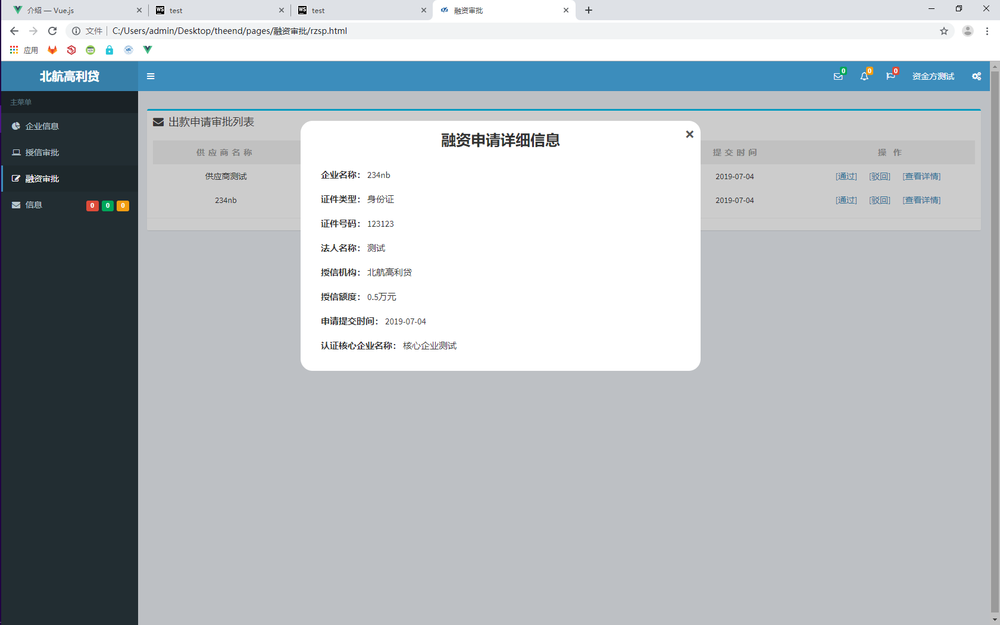 介绍 — Vue.js
test
test
融资审批
文件 C:/Users/admin/Desktop/theend/pages/融资审批/rzsp.html
应用
北航高利贷
0 0 0 资金方测试
主菜单
企业信息
授信审批
融资审批
信息 0 0 0
出款申请审批列表
供应商名称 提交时间 操 作
供应商测试 2019-07-04 [通过] [驳回] [查看详情]
234nb 2019-07-04 [通过] [驳回] [查看详情]
融资申请详细信息
企业名称： 234nb
证件类型： 身份证
证件号码： 123123
法人名称： 测试
授信机构： 北航高利贷
授信额度： 0.5万元
申请提交时间： 2019-07-04
认证核心企业名称： 核心企业测试